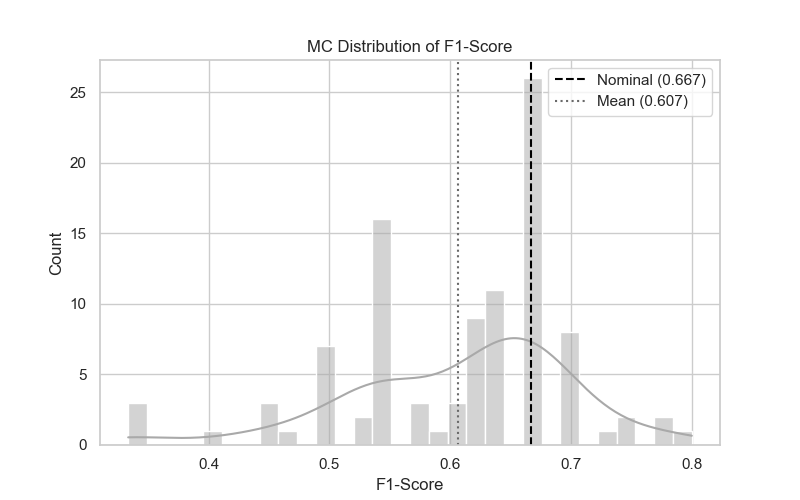 MC Distribution of F1-Score
Nominal (0.667)
Mean (0.607)
Count
25
20
15
10
5
0
0.4 0.5 0.6 0.7 0.8
F1-Score